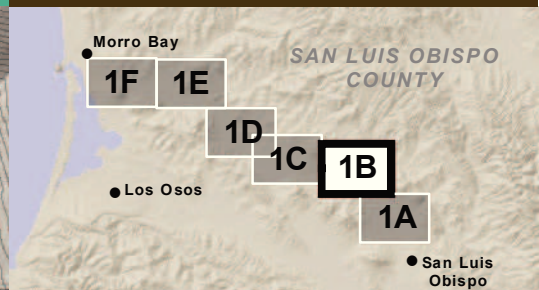 Morro Bay
SAN LUIS OBISPO
COUNTY
1F
1E
1D
1C
1B
Los Osos
1A
San Luis
Obispo